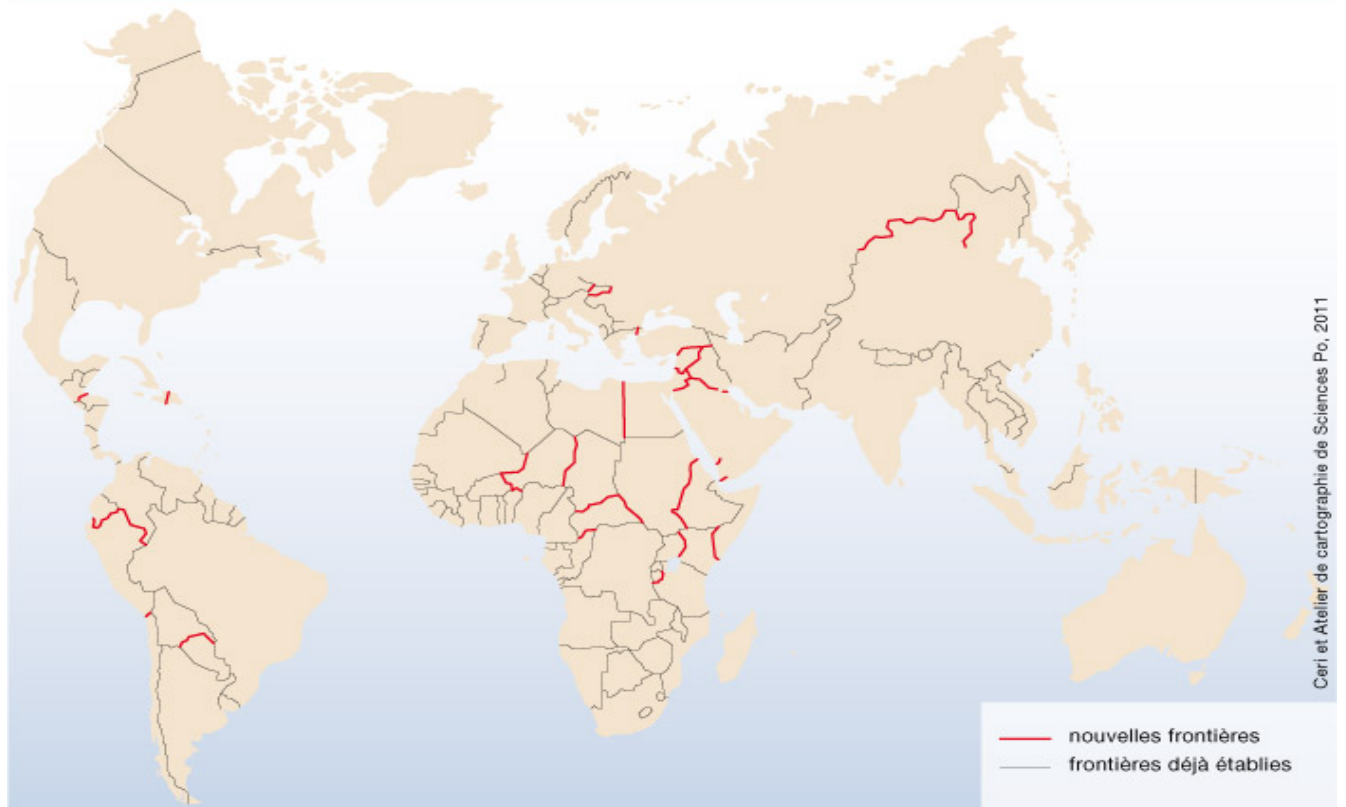 Ceri et Atelier de cartographie de Sciences Po, 2011
nouvelles frontières
frontières déjà établies